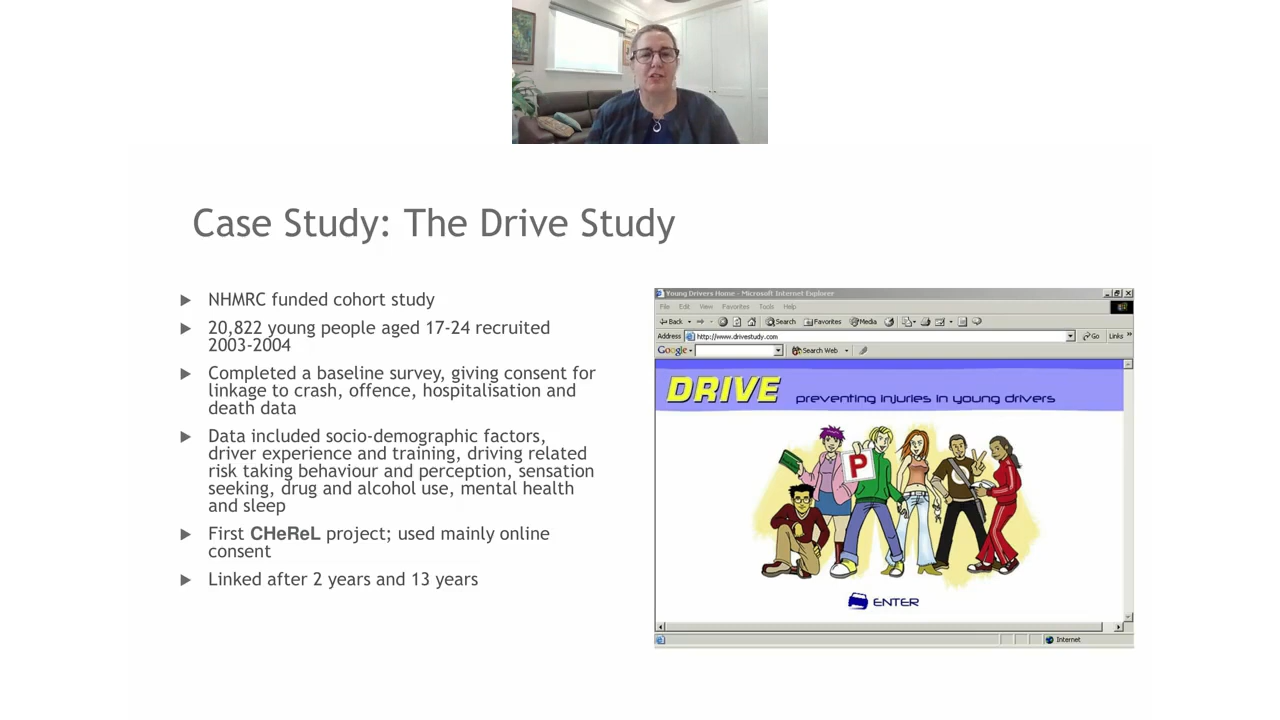 Case Study: The Drive Study
NHMRC funded cohort study
20,822 young people aged 17-24 recruited
2003-2004
Completed a baseline survey, giving consent for
linkage to crash, offence, hospitalisation and
death data
Data included socio-demographic factors,
driver experience and training, driving related
risk taking behaviour and perception, sensation
seeking, drug and alcohol use, mental health
and sleep
First CHeReL project; used mainly online
consent
Linked after 2 years and 13 years
Young Drivers Home - Microsoft Internet Explorer
File Edit View Favorites Tools Help
Back Search Favorites Media
Address http://www.drivestudy.com Go Links »
Google Search Web
DRIVE preventing injuries in young drivers
P
ENTER
Internet